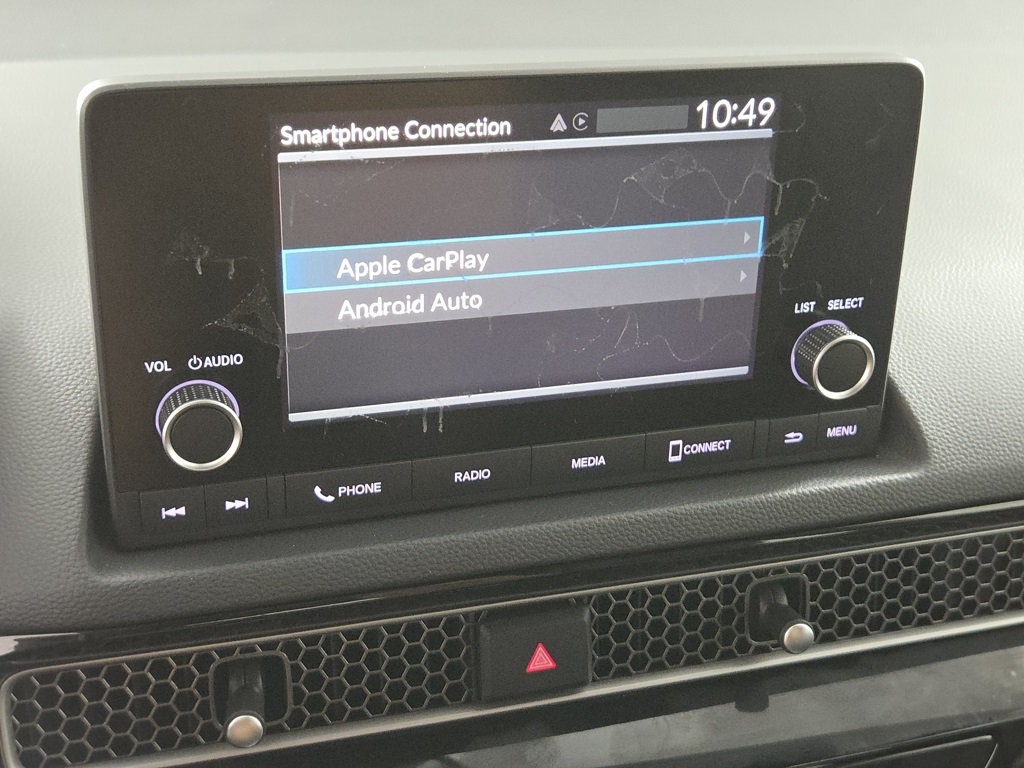 Smartphone Connection 10:49
Apple CarPlay
Android Auto
LIST SELECT
VOL AUDIO
PHONE RADIO MEDIA CONNECT MENU